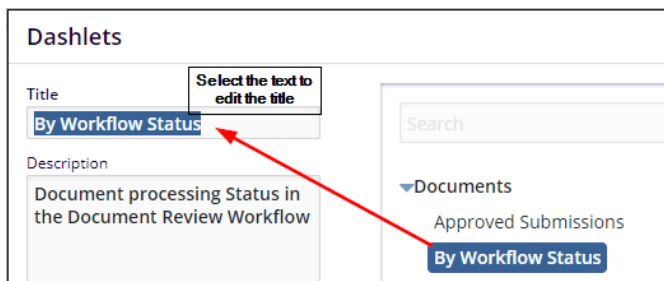 Dashlets
Title
Select the text to
edit the title
By Workflow Status
Description
Document processing Status in
the Document Review Workflow
Search
Documents
Approved Submissions
By Workflow Status